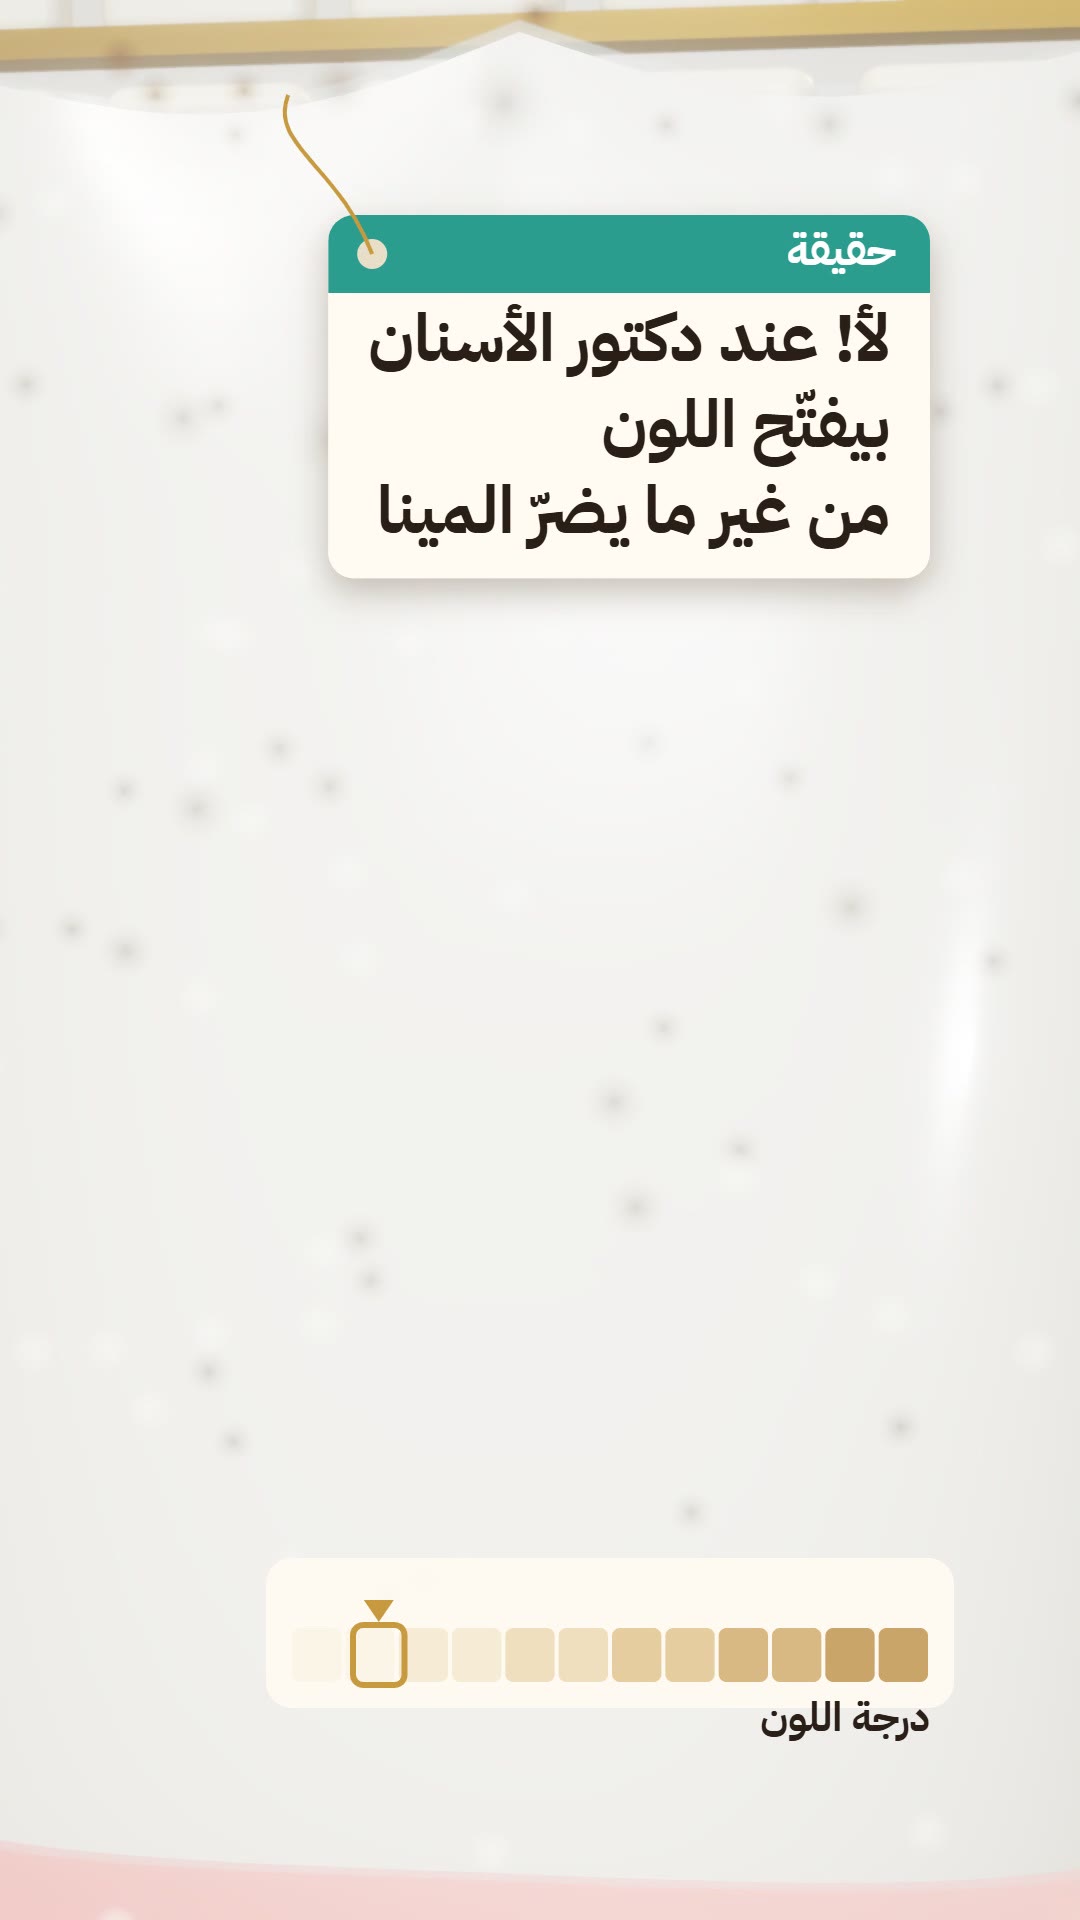 حقيقة
لأ! عند دكتور الأسنان
بيفتّح اللون
من غير ما يضرّ المينا
درجة اللون